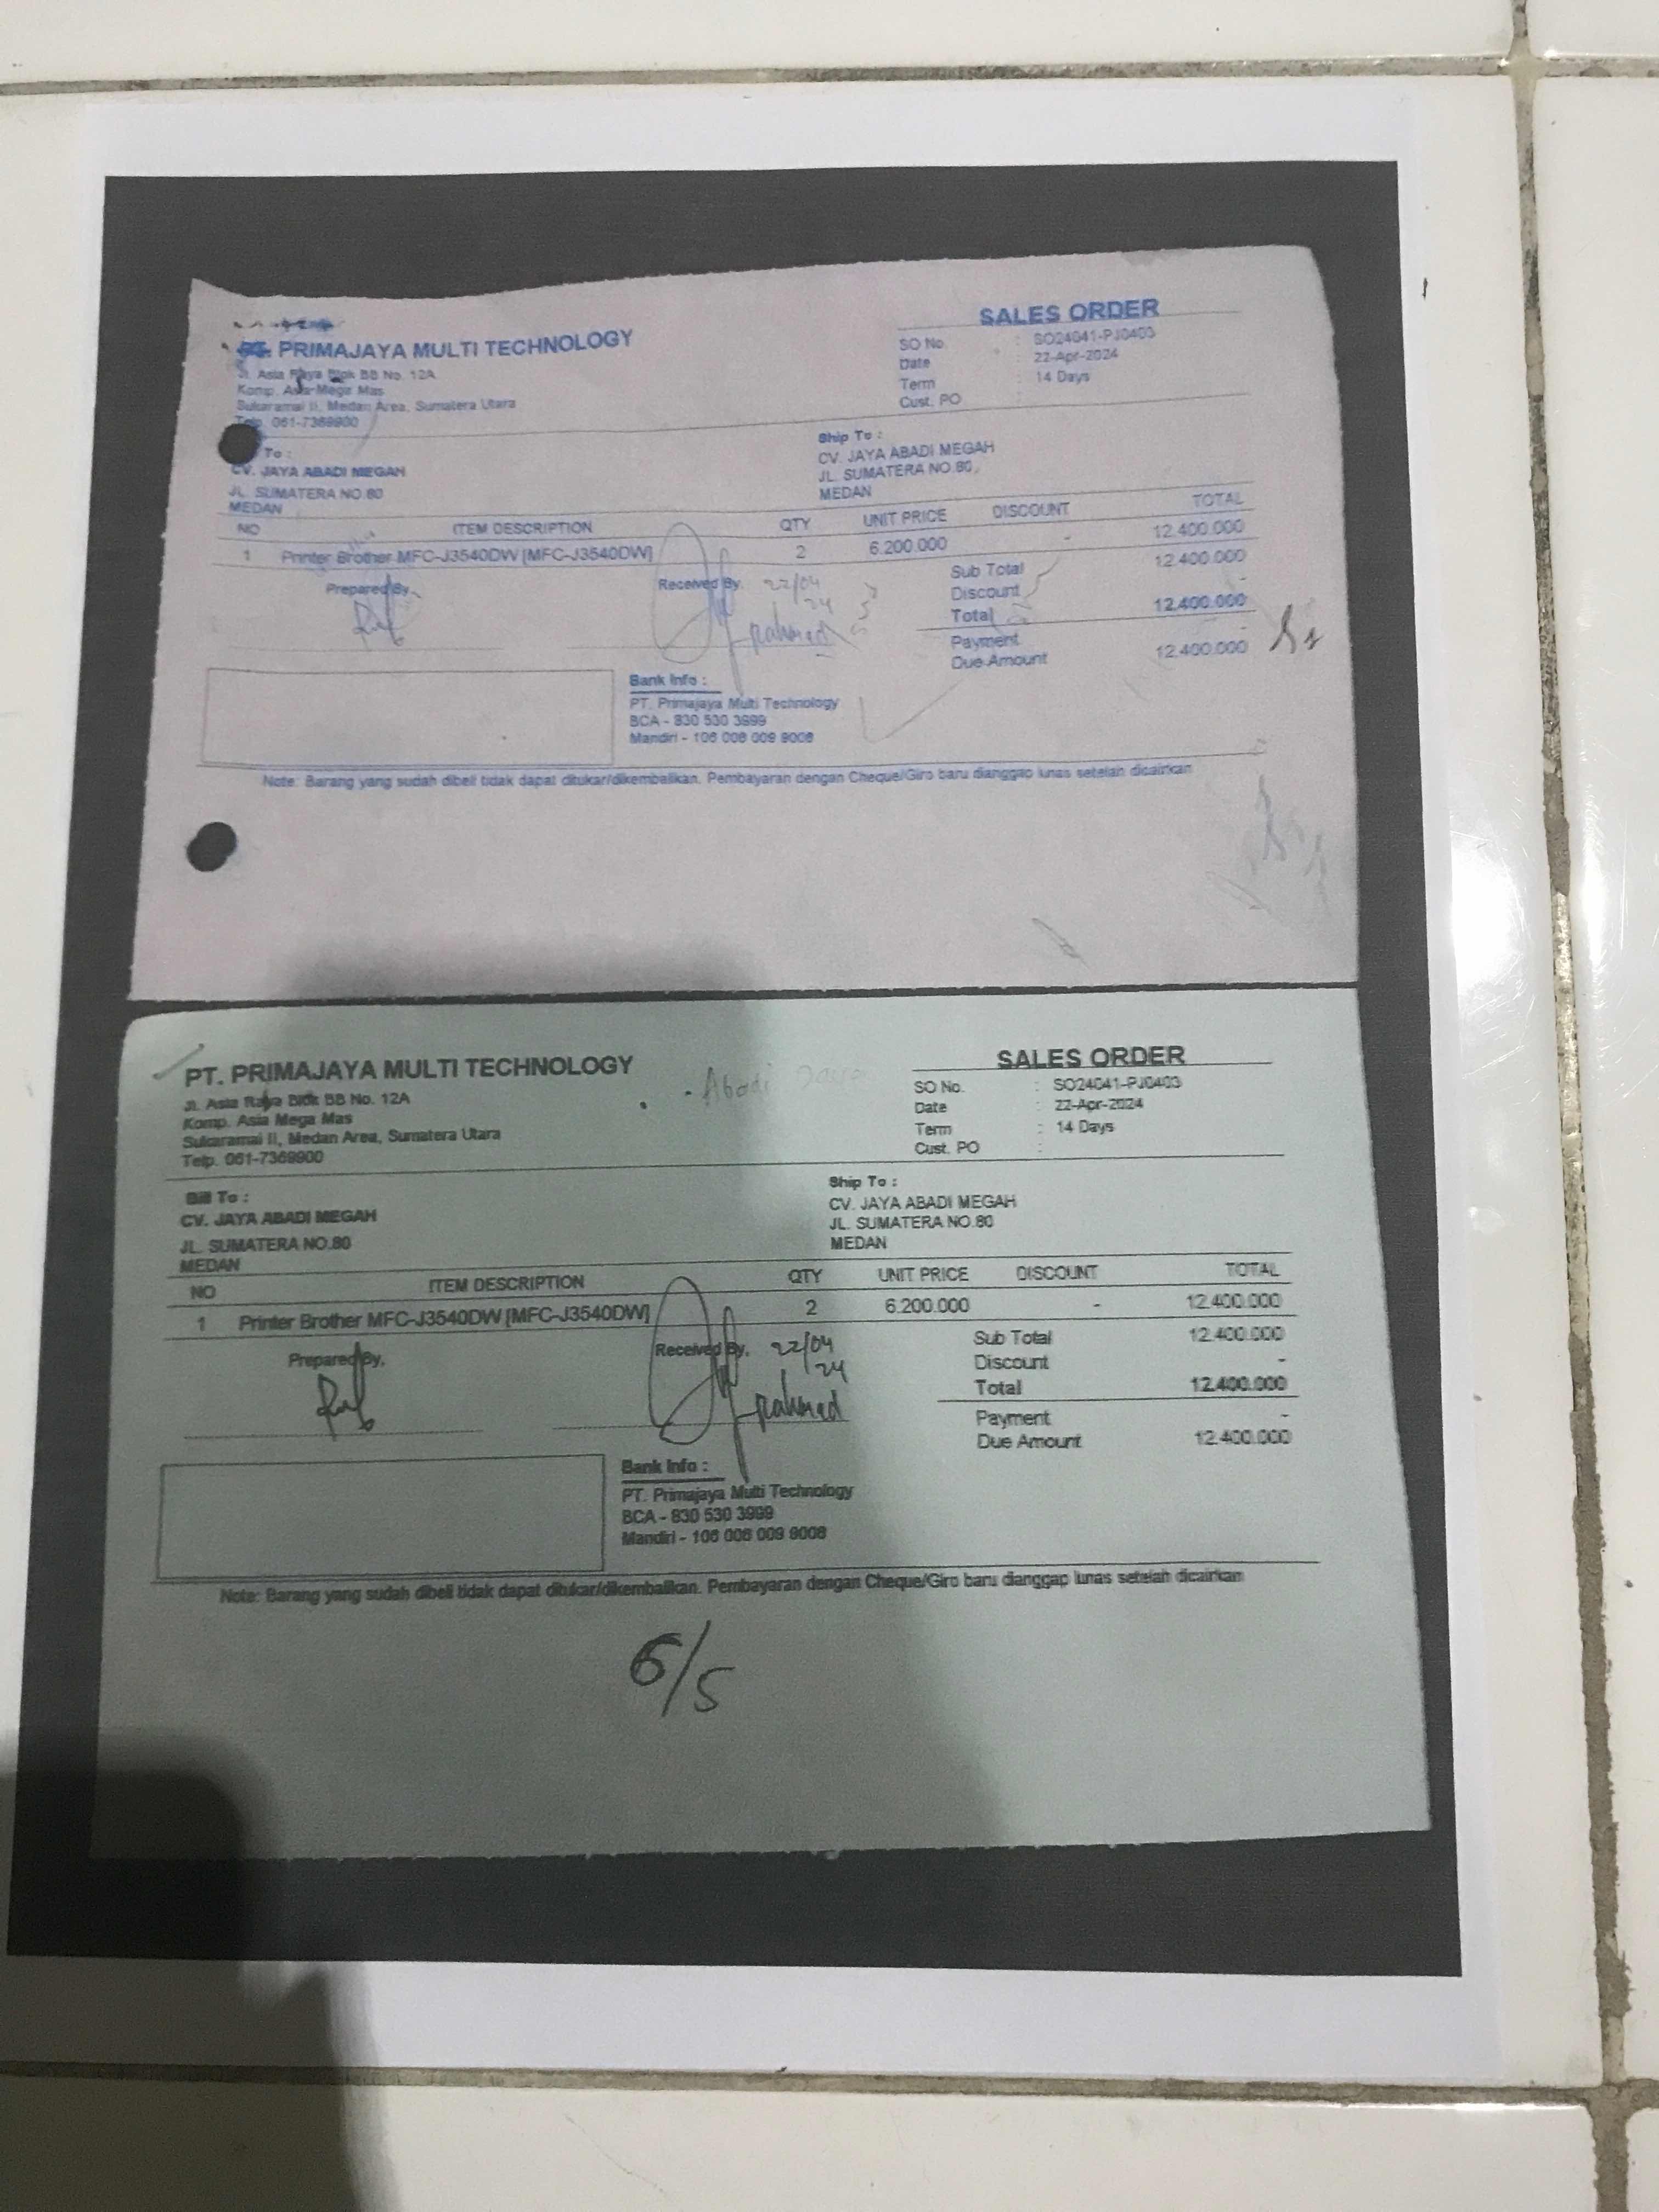 PT. PRIMAJAYA MULTI TECHNOLOGY
Jl. Asia Raya Blok BB No. 12A
Komp. Asia Mega Mas
Sukaramai II, Medan Area, Sumatera Utara
Telp. 061-7369900
SALES ORDER
SO No. : SO24041-PJ0403
Date : 22-Apr-2024
Term : 14 Days
Cust. PO
To :
CV. JAYA ABADI MEGAH
JL. SUMATERA NO.80
MEDAN
Ship To :
CV. JAYA ABADI MEGAH
JL. SUMATERA NO.80,
MEDAN
NO ITEM DESCRIPTION QTY UNIT PRICE DISCOUNT TOTAL
1 Printer Brother MFC-J3540DW [MFC-J3540DW] 2 6.200.000 - 12.400.000
Prepared By,
Received By, 22/04
24
Rahmad
Sub Total 12.400.000
Discount -
Total 12.400.000
Payment -
Due Amount 12.400.000
Bank Info :
PT. Primajaya Multi Technology
BCA - 830 530 3999
Mandiri - 106 008 009 9008
Note: Barang yang sudah dibeli tidak dapat ditukar/dikembalikan. Pembayaran dengan Cheque/Giro baru dianggap lunas setelah dicairkan
PT. PRIMAJAYA MULTI TECHNOLOGY
- Abadi Jaya
Jl. Asia Raya Blok BB No. 12A
Komp. Asia Mega Mas
Sukaramai II, Medan Area, Sumatera Utara
Telp. 061-7369900
SALES ORDER
SO No. : SO24041-PJ0403
Date : 22-Apr-2024
Term : 14 Days
Cust. PO :
Bill To :
CV. JAYA ABADI MEGAH
JL. SUMATERA NO.80
MEDAN
Ship To :
CV. JAYA ABADI MEGAH
JL. SUMATERA NO.80
MEDAN
NO ITEM DESCRIPTION QTY UNIT PRICE DISCOUNT TOTAL
1 Printer Brother MFC-J3540DW [MFC-J3540DW] 2 6.200.000 - 12.400.000
Prepared By,
Received By, 22/04
24
Rahmad
Sub Total 12.400.000
Discount -
Total 12.400.000
Payment -
Due Amount 12.400.000
Bank Info :
PT. Primajaya Multi Technology
BCA - 830 530 3999
Mandiri - 106 008 009 9008
Note: Barang yang sudah dibeli tidak dapat ditukar/dikembalikan. Pembayaran dengan Cheque/Giro baru dianggap lunas setelah dicairkan
6/5